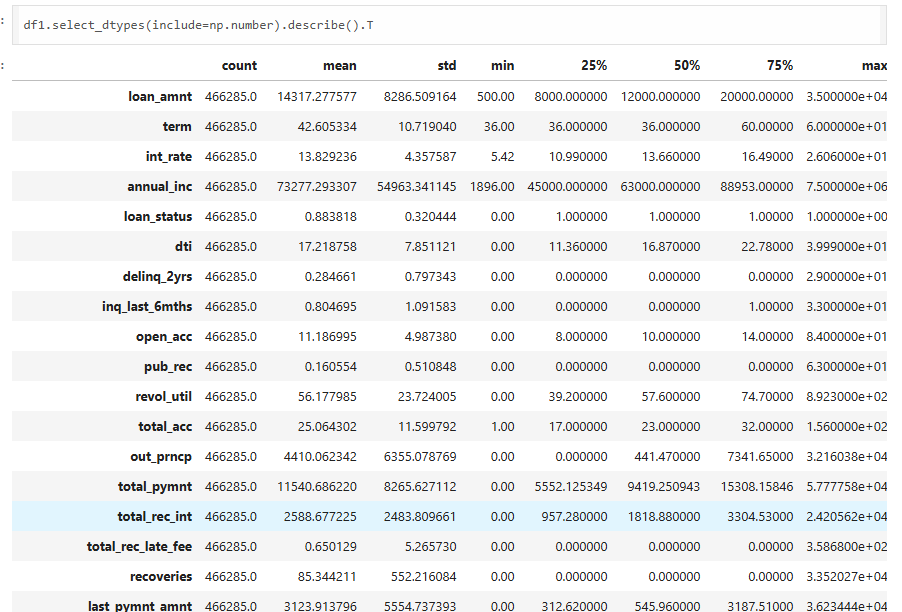 df1.select_dtypes(include=np.number).describe().T
count mean std min 25% 50% 75% max
loan_amnt 466285.0 14317.277577 8286.509164 500.00 8000.000000 12000.000000 20000.00000 3.500000e+04
term 466285.0 42.605334 10.719040 36.00 36.000000 36.000000 60.00000 6.000000e+01
int_rate 466285.0 13.829236 4.357587 5.42 10.990000 13.660000 16.49000 2.606000e+01
annual_inc 466285.0 73277.293307 54963.341145 1896.00 45000.000000 63000.000000 88953.00000 7.500000e+06
loan_status 466285.0 0.883818 0.320444 0.00 1.000000 1.000000 1.00000 1.000000e+00
dti 466285.0 17.218758 7.851121 0.00 11.360000 16.870000 22.78000 3.999000e+01
delinq_2yrs 466285.0 0.284661 0.797343 0.00 0.000000 0.000000 0.00000 2.900000e+01
inq_last_6mths 466285.0 0.804695 1.091583 0.00 0.000000 0.000000 1.00000 3.300000e+01
open_acc 466285.0 11.186995 4.987380 0.00 8.000000 10.000000 14.00000 8.400000e+01
pub_rec 466285.0 0.160554 0.510848 0.00 0.000000 0.000000 0.00000 6.300000e+01
revol_util 466285.0 56.177985 23.724005 0.00 39.200000 57.600000 74.70000 8.923000e+02
total_acc 466285.0 25.064302 11.599792 1.00 17.000000 23.000000 32.00000 1.560000e+02
out_prncp 466285.0 4410.062342 6355.078769 0.00 0.000000 441.470000 7341.65000 3.216038e+04
total_pymnt 466285.0 11540.686220 8265.627112 0.00 5552.125349 9419.250943 15308.15846 5.777758e+04
total_rec_int 466285.0 2588.677225 2483.809661 0.00 957.280000 1818.880000 3304.53000 2.420562e+04
total_rec_late_fee 466285.0 0.650129 5.265730 0.00 0.000000 0.000000 0.00000 3.586800e+02
recoveries 466285.0 85.344211 552.216084 0.00 0.000000 0.000000 0.00000 3.352027e+04
last_pymnt_amnt 466285.0 3123.913796 5554.737393 0.00 312.620000 545.960000 3187.51000 3.623444e+04